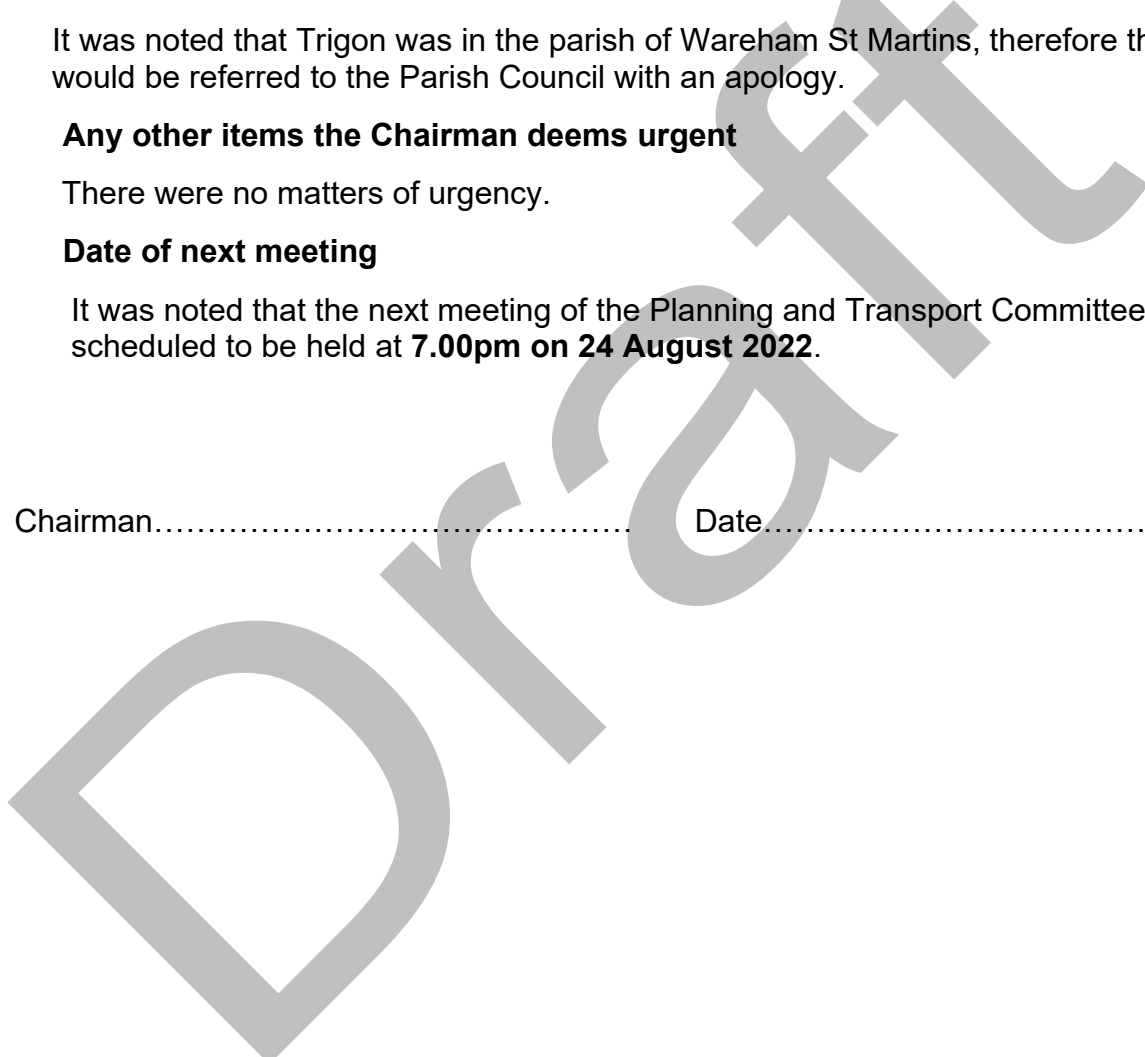 It was noted that Trigon was in the parish of Wareham St Martins, therefore
would be referred to the Parish Council with an apology.
Any other items the Chairman deems urgent
There were no matters of urgency.
Date of next meeting
It was noted that the next meeting of the Planning and Transport Committee
scheduled to be held at 7.00pm on 24 August 2022.
Chairman……………………………………… Date………………………………
Draft